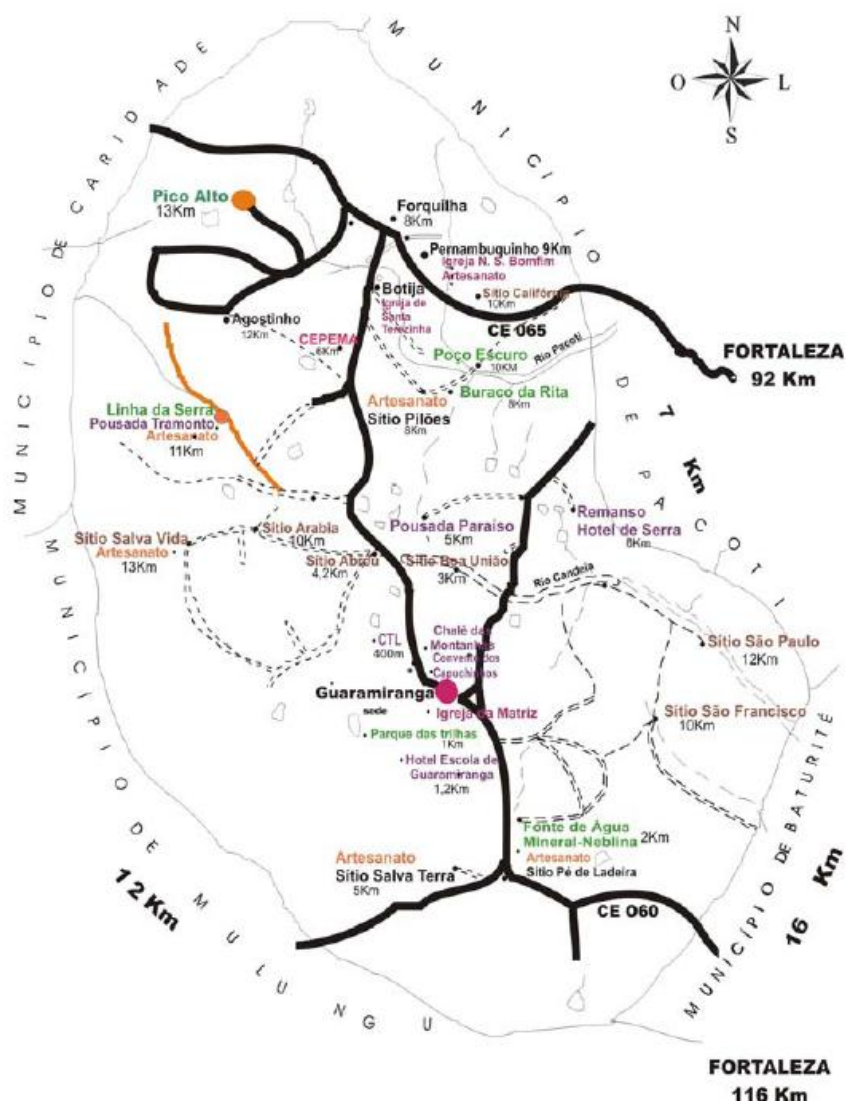 N
O
L
S
MUNICÍPIO DE CARIDADE
MUNICÍPIO DE PACOTI
Pico Alto
13Km
Forquilha
8Km
Pernambuquinho 9Km
Igreja N. S. Bomfim
Artesanato
Botija
Igreja de
Santa
Terezinha
Sítio Califórnia
10Km
CE 065
Agostinho
12Km
CEPEMA
6Km
Poço Escuro
10KM
Rio Pacoti
FORTALEZA
92 Km
Buraco da Rita
8Km
Artesanato
Sítio Pilões
8Km
7 Km
Linha da Serra
Pousada Tramonto
Artesanato
11Km
Pousada Paraíso
5Km
Remanso
Hotel de Serra
6Km
Sítio Salva Vida
Artesanato
13Km
Sítio Arabia
10Km
Sítio Abreu
4,2Km
Sítio Boa União
3Km
Rio Candeia
CTL
400m
Chalé das
Montanhas
Convento dos
Capuchinhos
Sítio São Paulo
12Km
Guaramiranga
sede
Igreja da Matriz
Sítio São Francisco
10Km
Parque das trilhas
1Km
Hotel Escola de
Guaramiranga
1,2Km
Fonte de Água
Mineral-Neblina
2Km
Artesanato
Sítio Pé de Ladeira
Artesanato
Sítio Salva Terra
5Km
CE 060
MUNICÍPIO DE MULUNGU
12 Km
MUNICÍPIO DE BATURITÉ
16 Km
FORTALEZA
116 Km